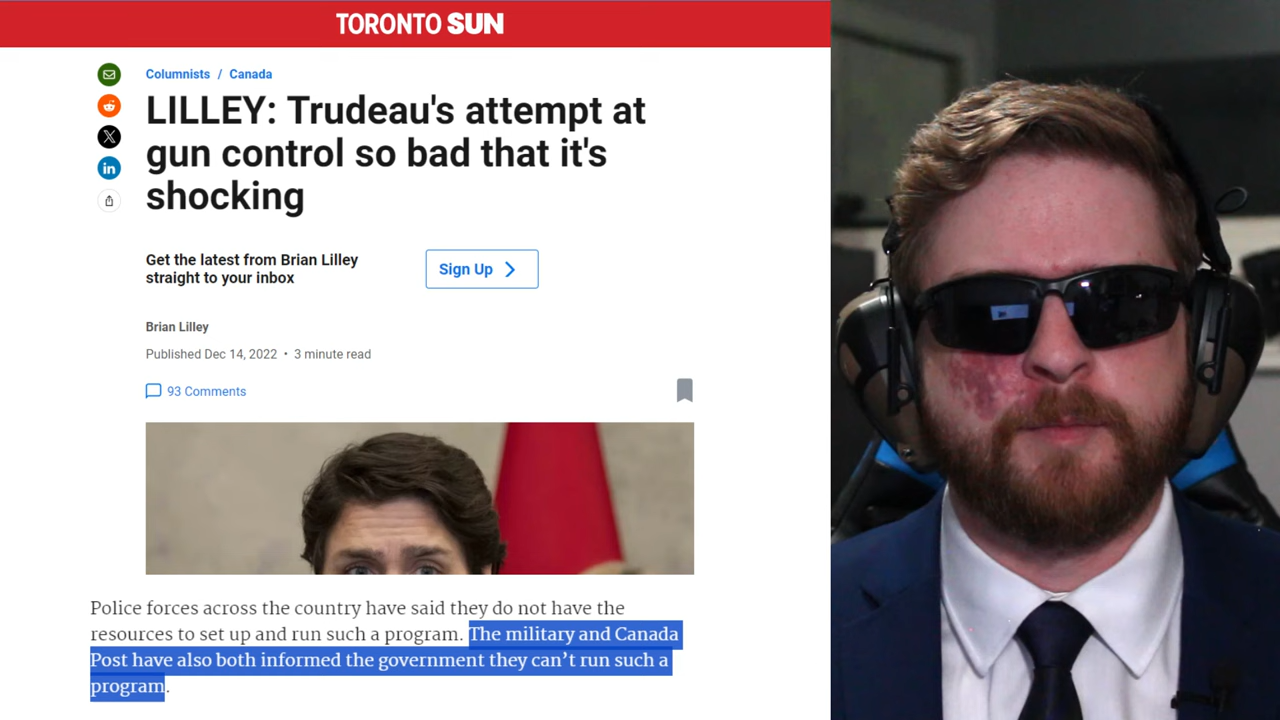 TORONTO SUN
Columnists / Canada
LILLEY: Trudeau's attempt at
gun control so bad that it's
shocking
Get the latest from Brian Lilley
straight to your inbox
Sign Up
Brian Lilley
Published Dec 14, 2022 • 3 minute read
93 Comments
Police forces across the country have said they do not have the
resources to set up and run such a program. The military and Canada
Post have also both informed the government they can’t run such a
program.